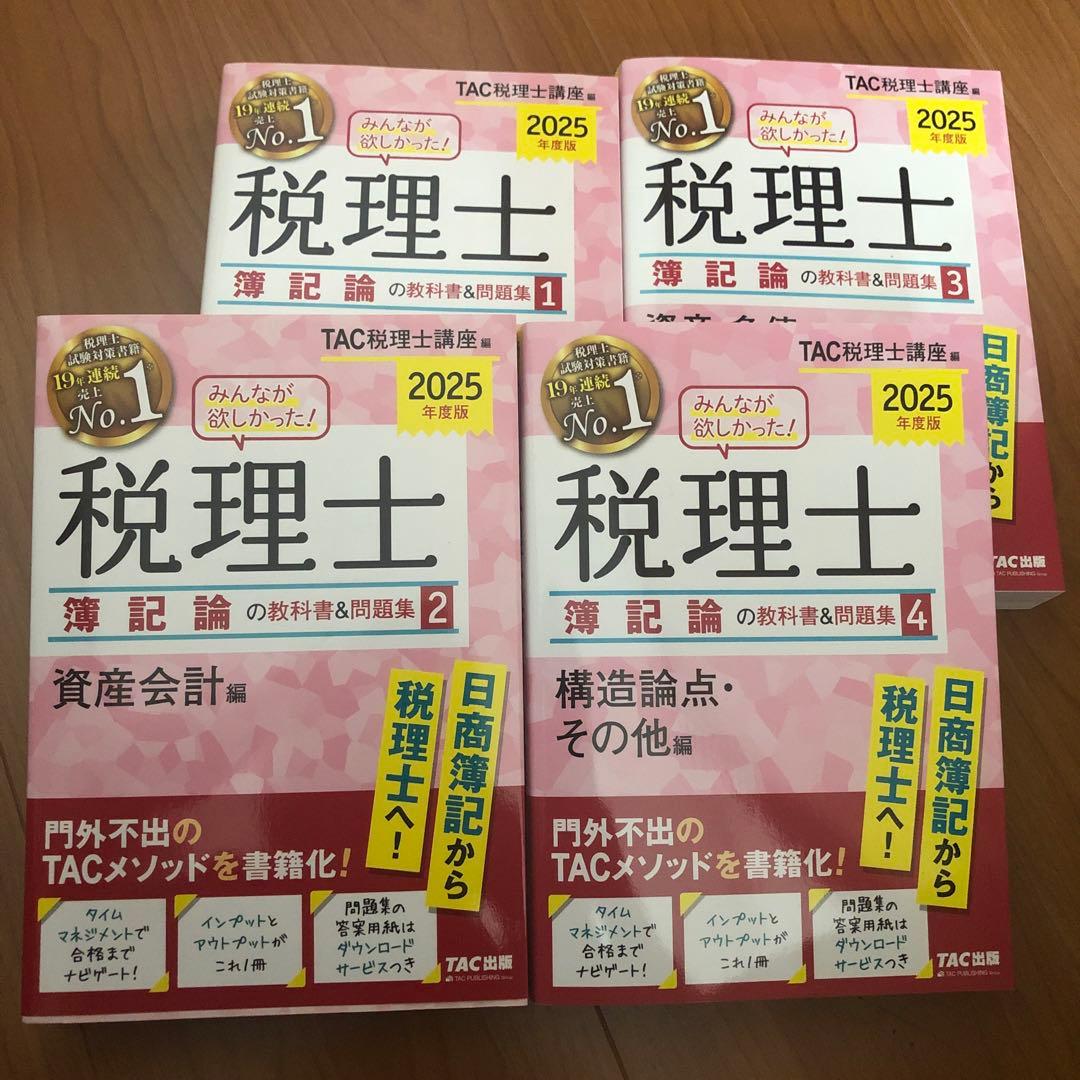 税理士
試験対策書籍
19年連続
売上
No.1
TAC税理士講座 編
みんなが
欲しかった!
2025
年度版
税理士
簿記論の教科書&問題集 1
税理士
試験対策書籍
19年連続
売上
No.1
TAC税理士講座 編
みんなが
欲しかった!
2025
年度版
税理士
簿記論の教科書&問題集 3
日商簿記から
TAC出版
TAC PUBLISHING Group
税理士
試験対策書籍
19年連続
売上
No.1
TAC税理士講座 編
みんなが
欲しかった!
2025
年度版
税理士
簿記論の教科書&問題集 2
資産会計編
日商簿記から
税理士へ!
門外不出の
TACメソッドを書籍化!
タイム
マネジメントで
合格まで
ナビゲート!
インプットと
アウトプットが
これ1冊
問題集の
答案用紙は
ダウンロード
サービスつき
TAC出版
TAC PUBLISHING Group
税理士
試験対策書籍
19年連続
売上
No.1
TAC税理士講座 編
みんなが
欲しかった!
2025
年度版
税理士
簿記論の教科書&問題集 4
構造論点・
その他編
日商簿記から
税理士へ!
門外不出の
TACメソッドを書籍化!
タイム
マネジメントで
合格まで
ナビゲート!
インプットと
アウトプットが
これ1冊
問題集の
答案用紙は
ダウンロード
サービスつき
TAC出版
TAC PUBLISHING Group